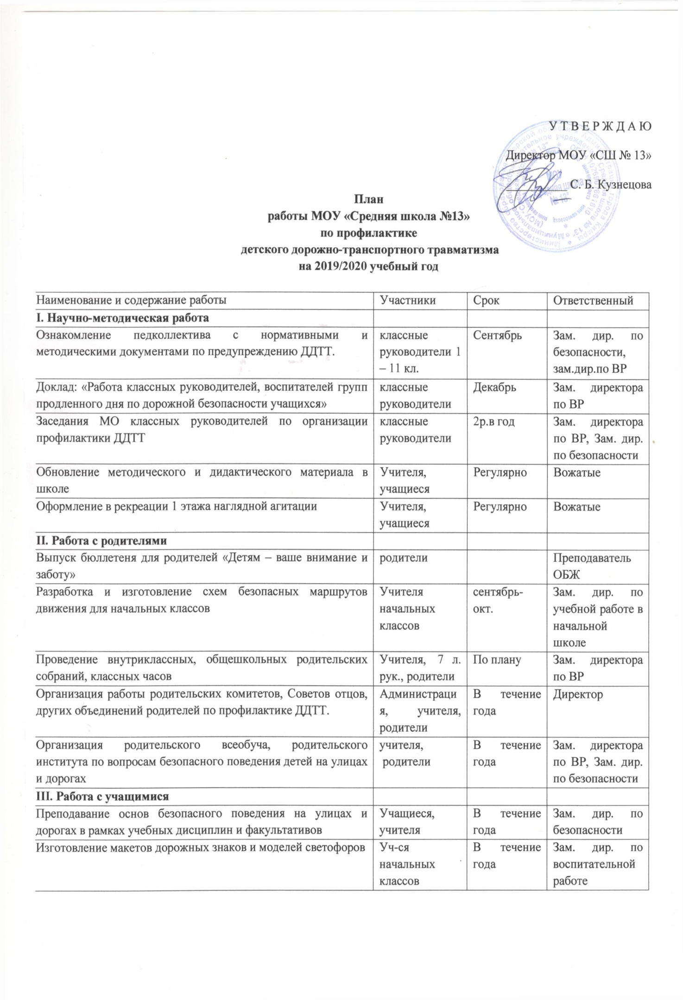 У Т В Е Р Ж Д А Ю
Директор МОУ «СШ № 13»
С. Б. Кузнецова
МОУ
№ 13"
План
работы МОУ «Средняя школа №13»
по профилактике
детского дорожно-транспортного травматизма
на 2019/2020 учебный год
Наименование и содержание работы Участники Срок Ответственный
I. Научно-методическая работа
Ознакомление педколлектива с нормативными и классные Сентябрь Зам. дир. по
методическими документами по предупреждению ДДТТ. руководители 1 безопасности,
– 11 кл. зам.дир.по ВР
Доклад: «Работа классных руководителей, воспитателей групп классные Декабрь Зам. директора
продленного дня по дорожной безопасности учащихся» руководители по ВР
Заседания МО классных руководителей по организации классные 2р.в год Зам. директора
профилактики ДДТТ руководители по ВР, Зам. дир.
по безопасности
Обновление методического и дидактического материала в Учителя, Регулярно Вожатые
школе учащиеся
Оформление в рекреации 1 этажа наглядной агитации Учителя, Регулярно Вожатые
учащиеся
II. Работа с родителями
Выпуск бюллетеня для родителей «Детям – ваше внимание и родители Преподаватель
заботу» ОБЖ
Разработка и изготовление схем безопасных маршрутов Учителя сентябрь- Зам. дир. по
движения для начальных классов начальных окт. учебной работе в
классов начальной
школе
Проведение внутриклассных, общешкольных родительских Учителя, 7 л. По плану Зам. директора
собраний, классных часов рук., родители по ВР
Организация работы родительских комитетов, Советов отцов, Администраци В течение Директор
других объединений родителей по профилактике ДДТТ. я, учителя, года
родители
Организация родительского всеобуча, родительского учителя, В течение Зам. директора
института по вопросам безопасного поведения детей на улицах родители года по ВР, Зам. дир.
и дорогах по безопасности
III. Работа с учащимися
Преподавание основ безопасного поведения на улицах и Учащиеся, В течение Зам. дир. по
дорогах в рамках учебных дисциплин и факультативов учителя года безопасности
Изготовление макетов дорожных знаков и моделей светофоров Уч-ся В течение Зам. дир. по
начальных года воспитательной
классов работе